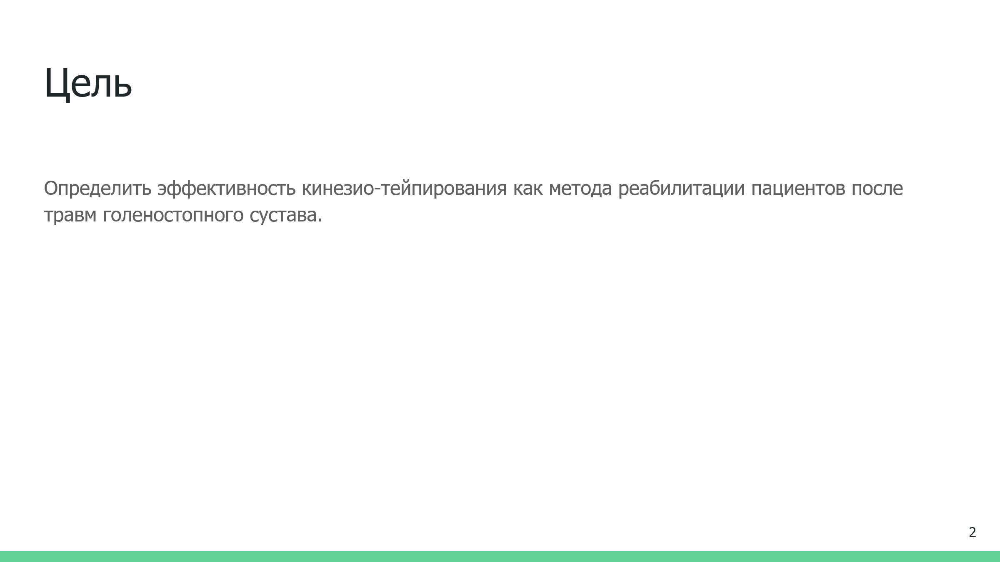 Цель
Определить эффективность кинезио-тейпирования как метода реабилитации пациентов после
травм голеностопного сустава.
2